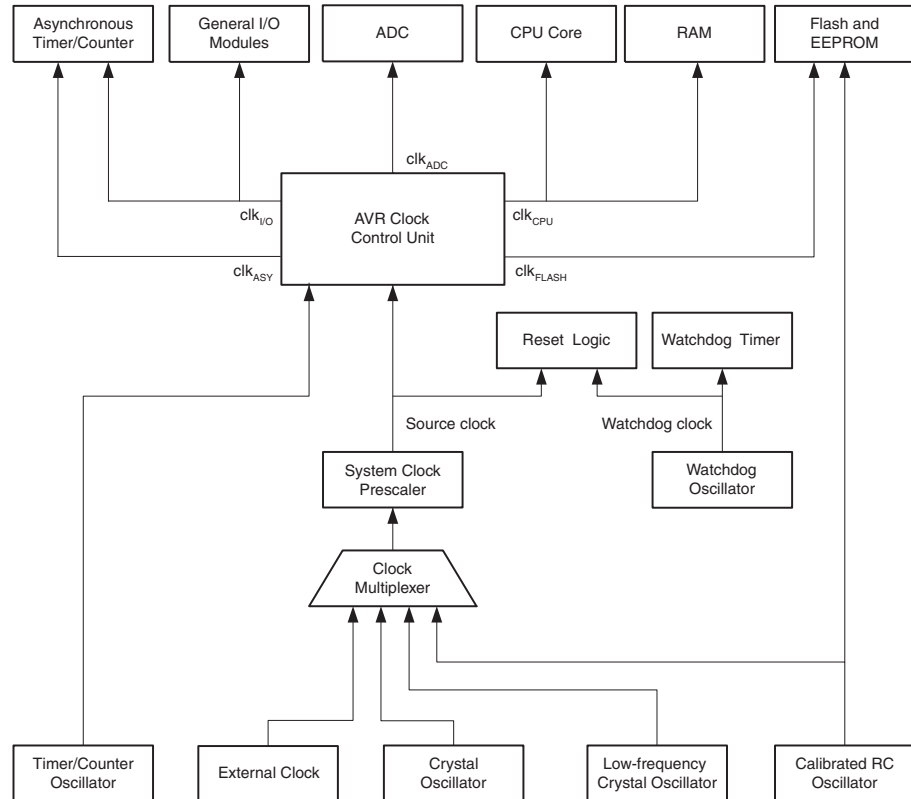 Asynchronous
Timer/Counter
General I/O
Modules
ADC
CPU Core
RAM
Flash and
EEPROM
clkADC
clkI/O
AVR Clock
Control Unit
clkCPU
clkASY
clkFLASH
Reset Logic
Watchdog Timer
Source clock
Watchdog clock
System Clock
Prescaler
Watchdog
Oscillator
Clock
Multiplexer
Timer/Counter
Oscillator
External Clock
Crystal
Oscillator
Low-frequency
Crystal Oscillator
Calibrated RC
Oscillator